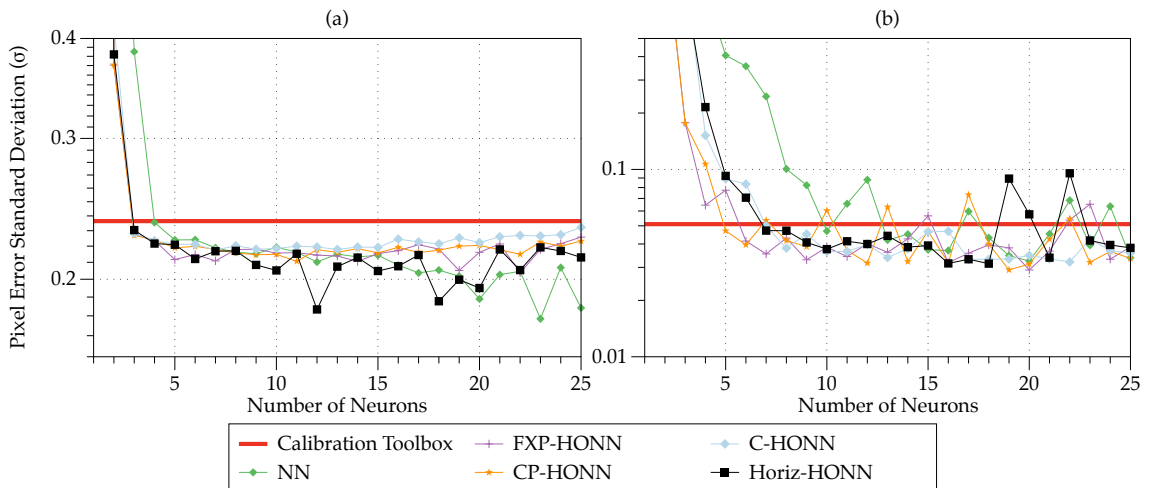 (a)
(b)
Pixel Error Standard Deviation (σ)
0.4
0.3
0.2
0.1
0.01
5 10 15 20 25
5 10 15 20 25
Number of Neurons
Number of Neurons
Calibration Toolbox
FXP-HONN
C-HONN
NN
CP-HONN
Horiz-HONN